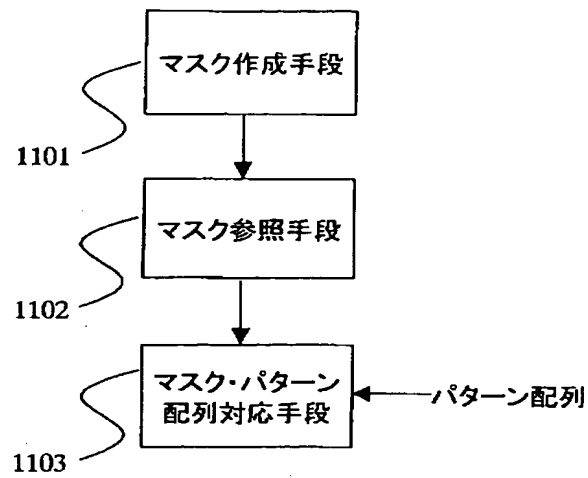 マスク作成手段
1101
マスク参照手段
1102
マスク・パターン
配列対応手段
パターン配列
1103